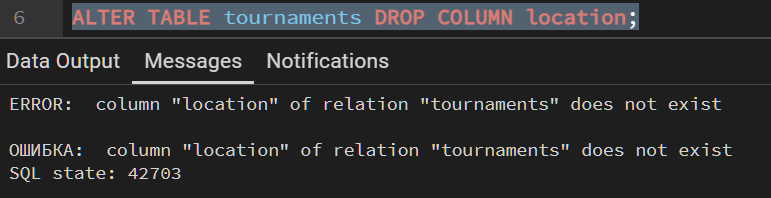 6 ALTER TABLE tournaments DROP COLUMN location;
Data Output Messages Notifications
ERROR:  column "location" of relation "tournaments" does not exist
ОШИБКА:  column "location" of relation "tournaments" does not exist
SQL state: 42703